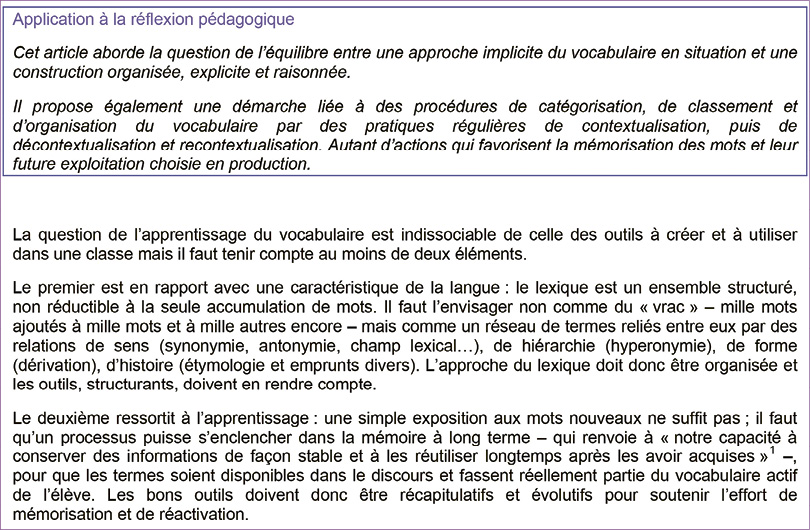 Application à la réflexion pédagogique
Cet article aborde la question de l'équilibre entre une approche implicite du vocabulaire en situation et une
construction organisée, explicite et raisonnée.
Il propose également une démarche liée à des procédures de catégorisation, de classement et
d'organisation du vocabulaire par des pratiques régulières de contextualisation, puis de
décontextualisation et recontextualisation. Autant d'actions qui favorisent la mémorisation des mots et leur
future exploitation choisie en production.
La question de l'apprentissage du vocabulaire est indissociable de celle des outils à créer et à utiliser
dans une classe mais il faut tenir compte au moins de deux éléments.
Le premier est en rapport avec une caractéristique de la langue : le lexique est un ensemble structuré,
non réductible à la seule accumulation de mots. Il faut l'envisager non comme du « vrac » – mille mots
ajoutés à mille mots et à mille autres encore – mais comme un réseau de termes reliés entre eux par des
relations de sens (synonymie, antonymie, champ lexical…), de hiérarchie (hyperonymie), de forme
(dérivation), d'histoire (étymologie et emprunts divers). L'approche du lexique doit donc être organisée et
les outils, structurants, doivent en rendre compte.
Le deuxième ressortit à l'apprentissage : une simple exposition aux mots nouveaux ne suffit pas ; il faut
qu'un processus puisse s'enclencher dans la mémoire à long terme – qui renvoie à « notre capacité à
conserver des informations de façon stable et à les réutiliser longtemps après les avoir acquises »¹ –,
pour que les termes soient disponibles dans le discours et fassent réellement partie du vocabulaire actif
de l'élève. Les bons outils doivent donc être récapitulatifs et évolutifs pour soutenir l'effort de
mémorisation et de réactivation.